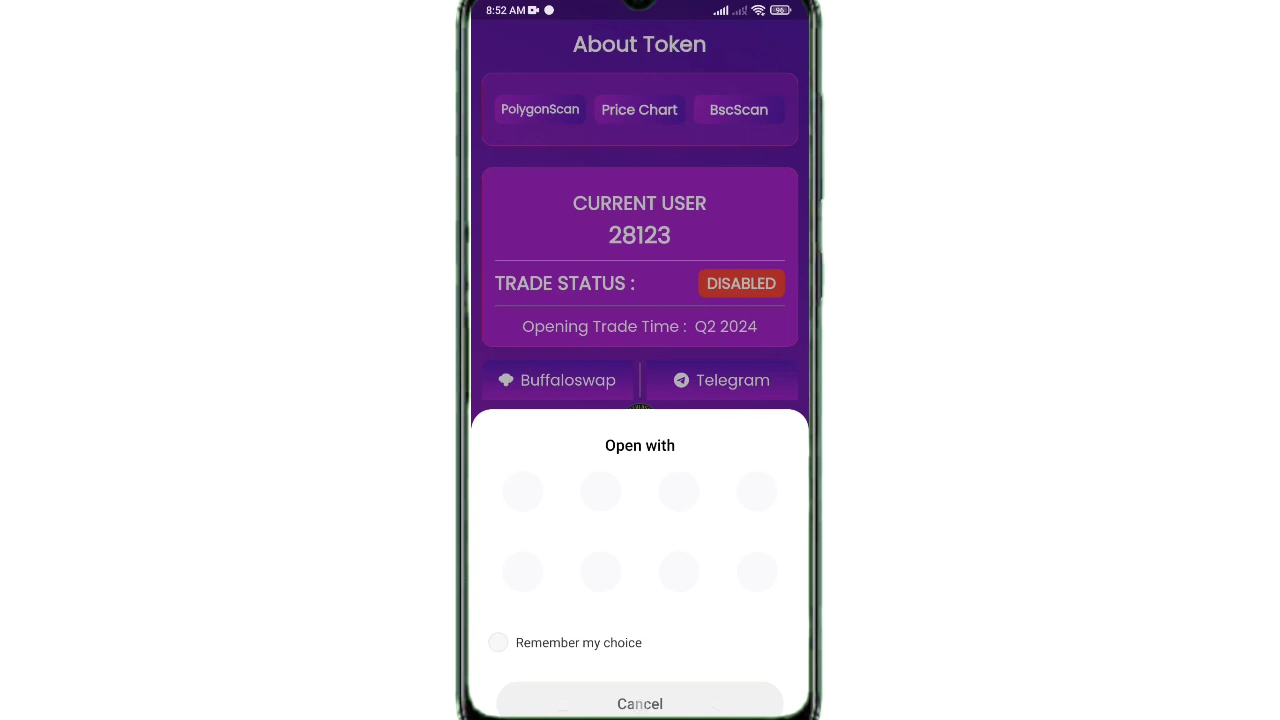 8:52 AM 96
About Token
PolygonScan Price Chart BscScan
CURRENT USER
28123
TRADE STATUS : DISABLED
Opening Trade Time : Q2 2024
Buffaloswap Telegram
Open with
Remember my choice
Cancel